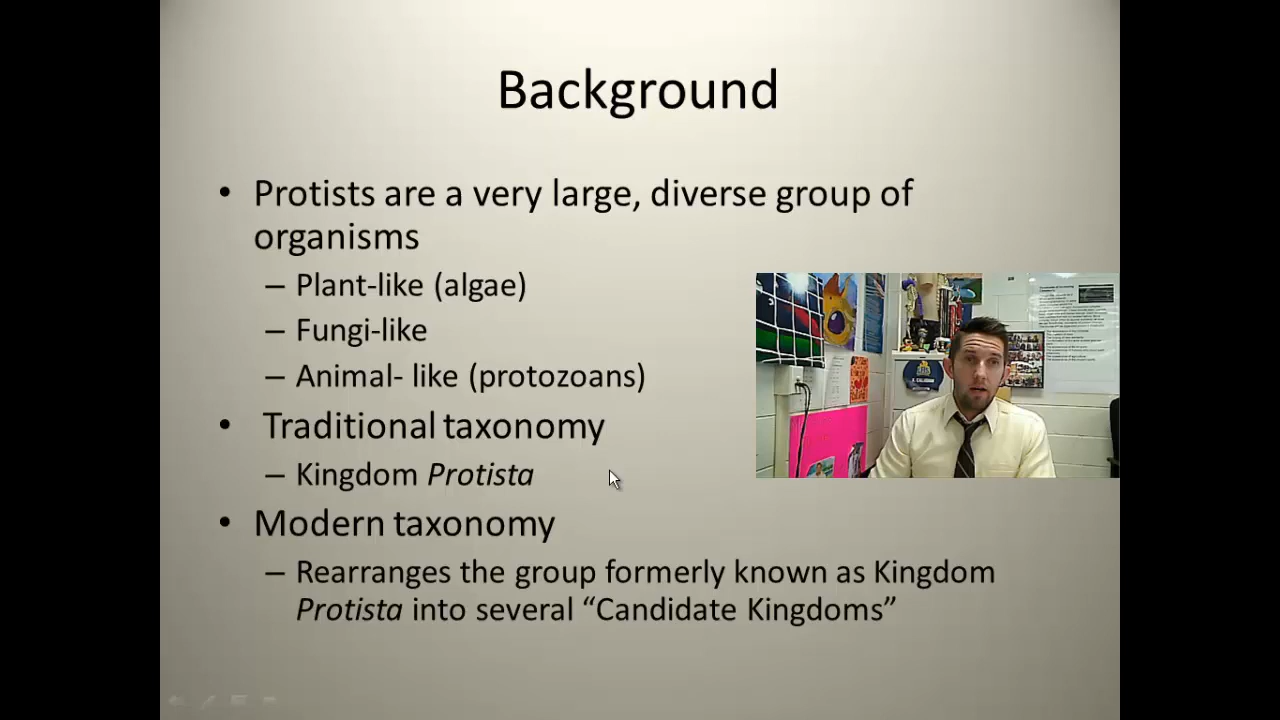 Background
• Protists are a very large, diverse group of
organisms
– Plant-like (algae)
– Fungi-like
– Animal- like (protozoans)
• Traditional taxonomy
– Kingdom Protista
• Modern taxonomy
– Rearranges the group formerly known as Kingdom
Protista into several “Candidate Kingdoms”